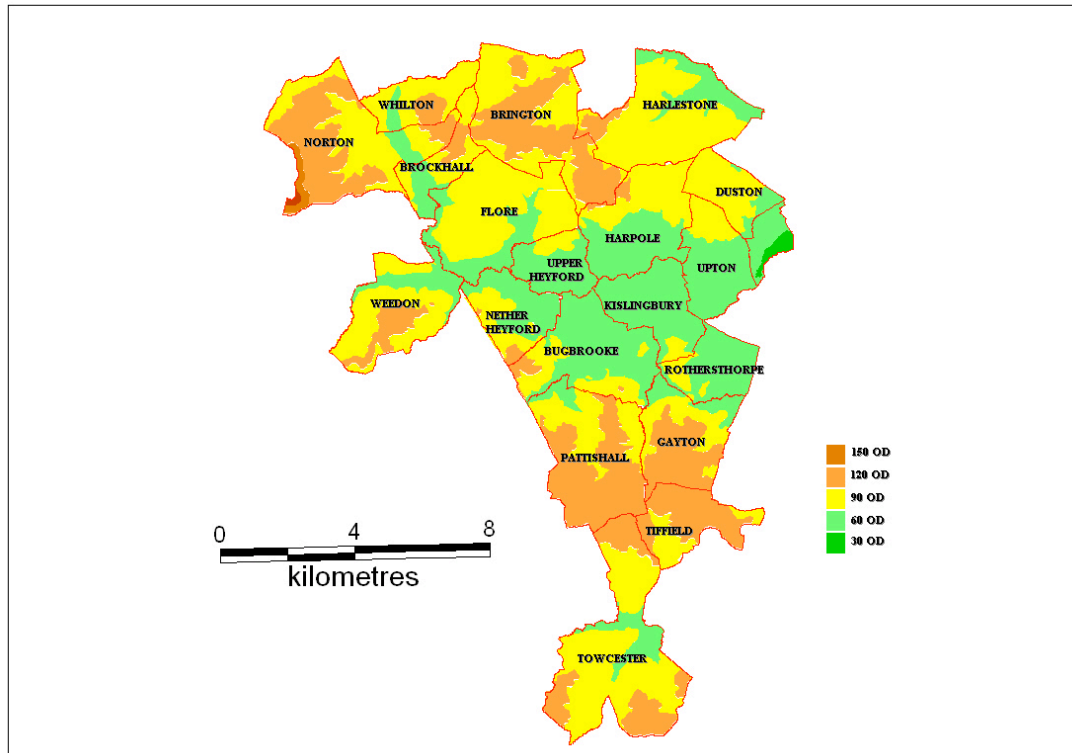 WHILTON
BRINGTON
HARLESTONE
NORTON
BROCKHALL
DUSTON
FLORE
HARPOLE
UPPER
HEYFORD
UPTON
WEEDON
KISLINGBURY
NETHER
HEYFORD
BUGBROOKE
ROTHERSTHORPE
GAYTON
PATTISHALL
TIFFIELD
TOWCESTER
150 OD
120 OD
90 OD
60 OD
30 OD
0 4 8
kilometres